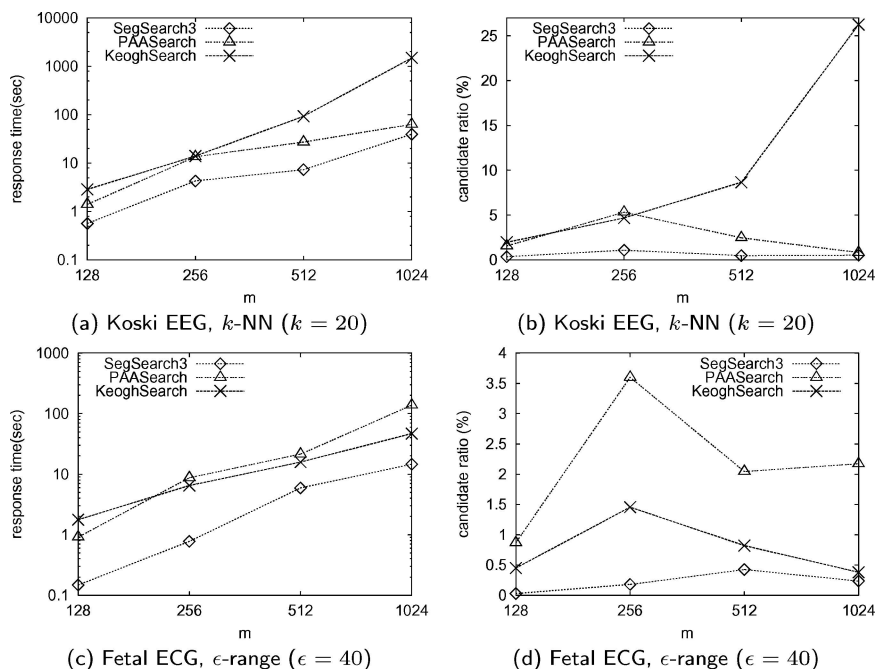 10000
1000
100
10
1
0.1
response time(sec)
SegSearch3
PAASearch
KeoghSearch
128
256
512
1024
m
(a) Koski EEG, k-NN (k = 20)
25
20
15
10
5
0
candidate ratio (%)
SegSearch3
PAASearch
KeoghSearch
128
256
512
1024
m
(b) Koski EEG, k-NN (k = 20)
1000
100
10
1
0.1
response time(sec)
SegSearch3
PAASearch
KeoghSearch
128
256
512
1024
m
(c) Fetal ECG, ϵ-range (ϵ = 40)
4
3.5
3
2.5
2
1.5
1
0.5
0
candidate ratio (%)
SegSearch3
PAASearch
KeoghSearch
128
256
512
1024
m
(d) Fetal ECG, ϵ-range (ϵ = 40)